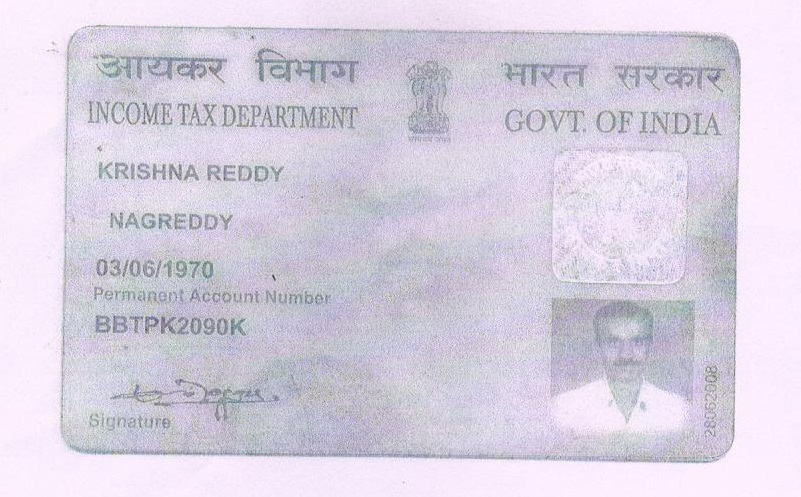 आयकर विभाग
INCOME TAX DEPARTMENT
भारत सरकार
GOVT. OF INDIA
KRISHNA REDDY
NAGREDDY
03/06/1970
Permanent Account Number
BBTPK2090K
Signature
28062008